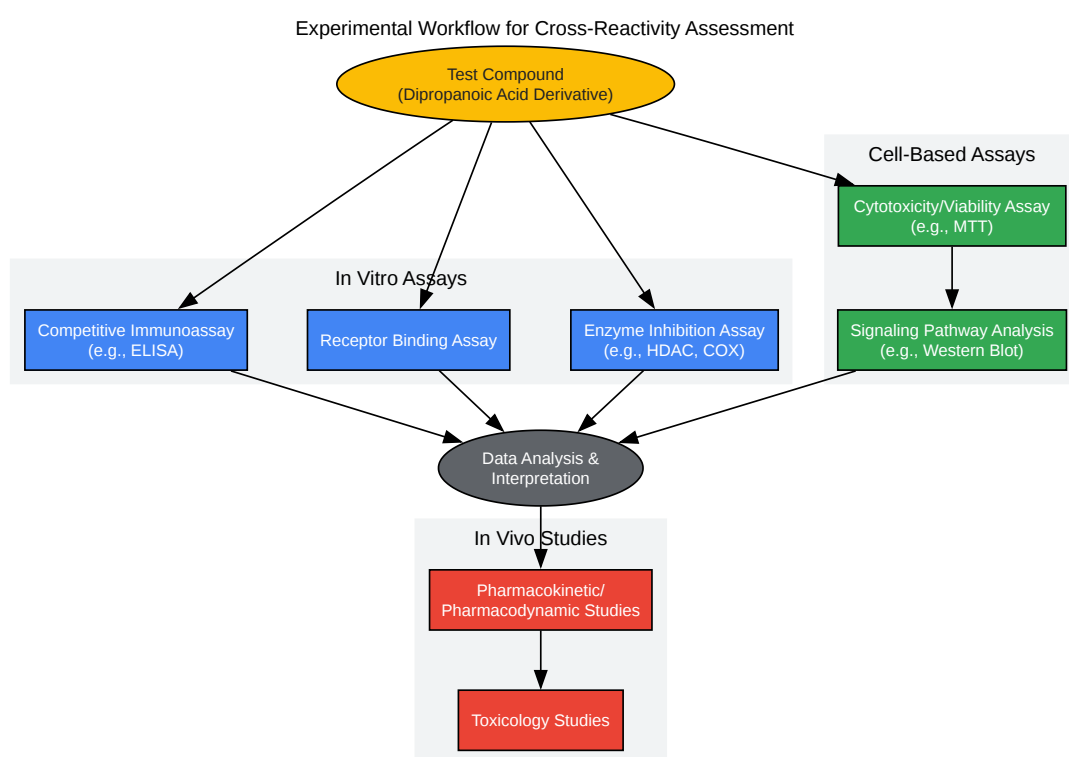 Experimental Workflow for Cross-Reactivity Assessment
Test Compound
(Dipropanoic Acid Derivative)
Cell-Based Assays
Cytotoxicity/Viability Assay
(e.g., MTT)
In Vitro Assays
Competitive Immunoassay
(e.g., ELISA)
Receptor Binding Assay
Enzyme Inhibition Assay
(e.g., HDAC, COX)
Signaling Pathway Analysis
(e.g., Western Blot)
Data Analysis &
Interpretation
In Vivo Studies
Pharmacokinetic/
Pharmacodynamic Studies
Toxicology Studies